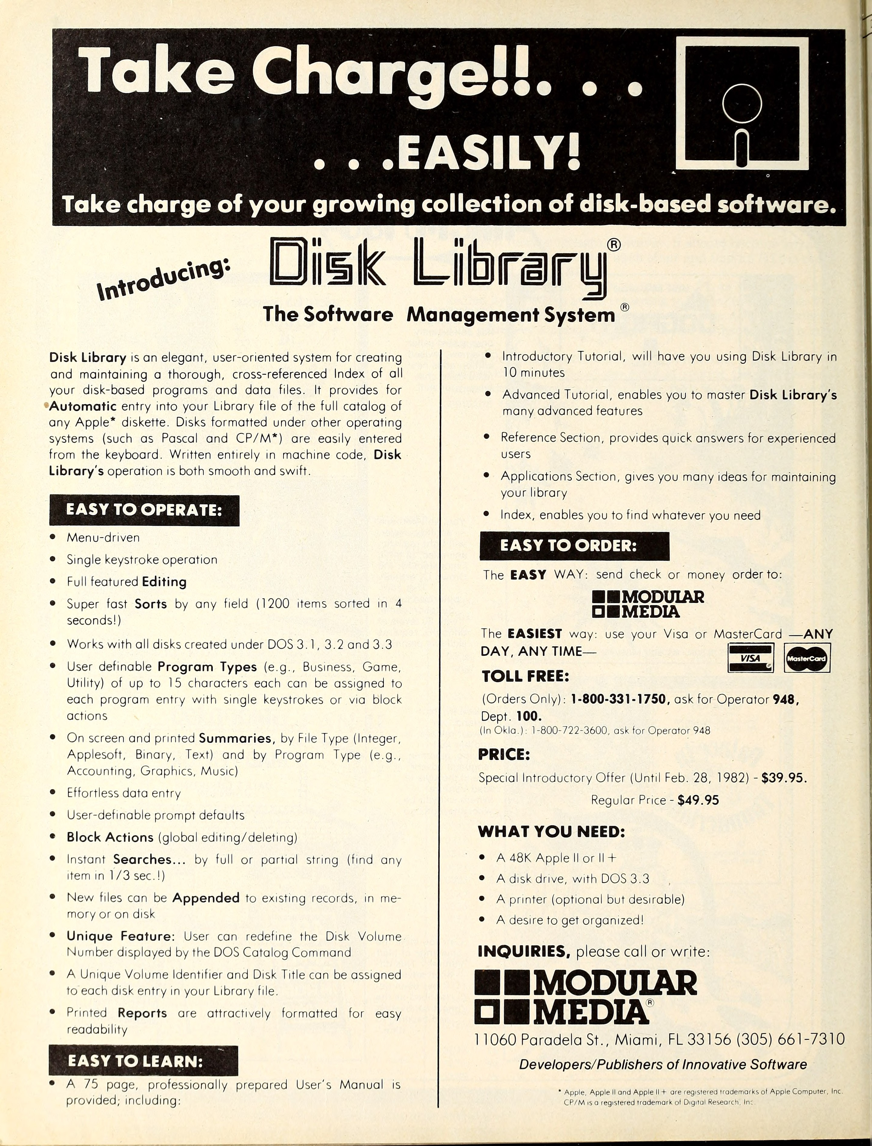 Take Charge!!. . .
. . .EASILY!
Take charge of your growing collection of disk-based software.
Introducing:
Disk Library®
The Software Management System®
Disk Library is an elegant, user-oriented system for creating
and maintaining a thorough, cross-referenced Index of all
your disk-based programs and data files. It provides for
Automatic entry into your Library file of the full catalog of
any Apple* diskette. Disks formatted under other operating
systems (such as Pascal and CP/M*) are easily entered
from the keyboard. Written entirely in machine code, Disk
Library's operation is both smooth and swift.
EASY TO OPERATE:
• Menu-driven
• Single keystroke operation
• Full featured Editing
• Super fast Sorts by any field (1200 items sorted in 4
seconds!)
• Works with all disks created under DOS 3.1, 3.2 and 3.3
• User definable Program Types (e.g., Business, Game,
Utility) of up to 15 characters each can be assigned to
each program entry with single keystrokes or via block
actions
• On screen and printed Summaries, by File Type (Integer,
Applesoft, Binary, Text) and by Program Type (e.g.,
Accounting, Graphics, Music)
• Effortless data entry
• User-definable prompt defaults
• Block Actions (global editing/deleting)
• Instant Searches... by full or partial string (find any
item in 1/3 sec.!)
• New files can be Appended to existing records, in me-
mory or on disk
• Unique Feature: User can redefine the Disk Volume
Number displayed by the DOS Catalog Command
• A Unique Volume Identifier and Disk Title can be assigned
to each disk entry in your Library file.
• Printed Reports are attractively formatted for easy
readability
EASY TO LEARN:
• A 75 page, professionally prepared User's Manual is
provided; including:
• Introductory Tutorial, will have you using Disk Library in
10 minutes
• Advanced Tutorial, enables you to master Disk Library's
many advanced features
• Reference Section, provides quick answers for experienced
users
• Applications Section, gives you many ideas for maintaining
your library
• Index, enables you to find whatever you need
EASY TO ORDER:
The EASY WAY: send check or money order to:
MODULAR
MEDIA
The EASIEST way: use your Visa or MasterCard —ANY
DAY, ANY TIME—
VISA
MasterCard
TOLL FREE:
(Orders Only): 1-800-331-1750, ask for Operator 948,
Dept. 100.
(In Okla.): 1-800-722-3600, ask for Operator 948
PRICE:
Special Introductory Offer (Until Feb. 28, 1982) - $39.95.
Regular Price - $49.95
WHAT YOU NEED:
• A 48K Apple II or II +
• A disk drive, with DOS 3.3
• A printer (optional but desirable)
• A desire to get organized!
INQUIRIES, please call or write:
MODULAR
MEDIA®
11060 Paradela St., Miami, FL 33156 (305) 661-7310
Developers/Publishers of Innovative Software
* Apple, Apple II and Apple II + are registered trademarks of Apple Computer, Inc.
CP/M is a registered trademark of Digital Research, Inc.